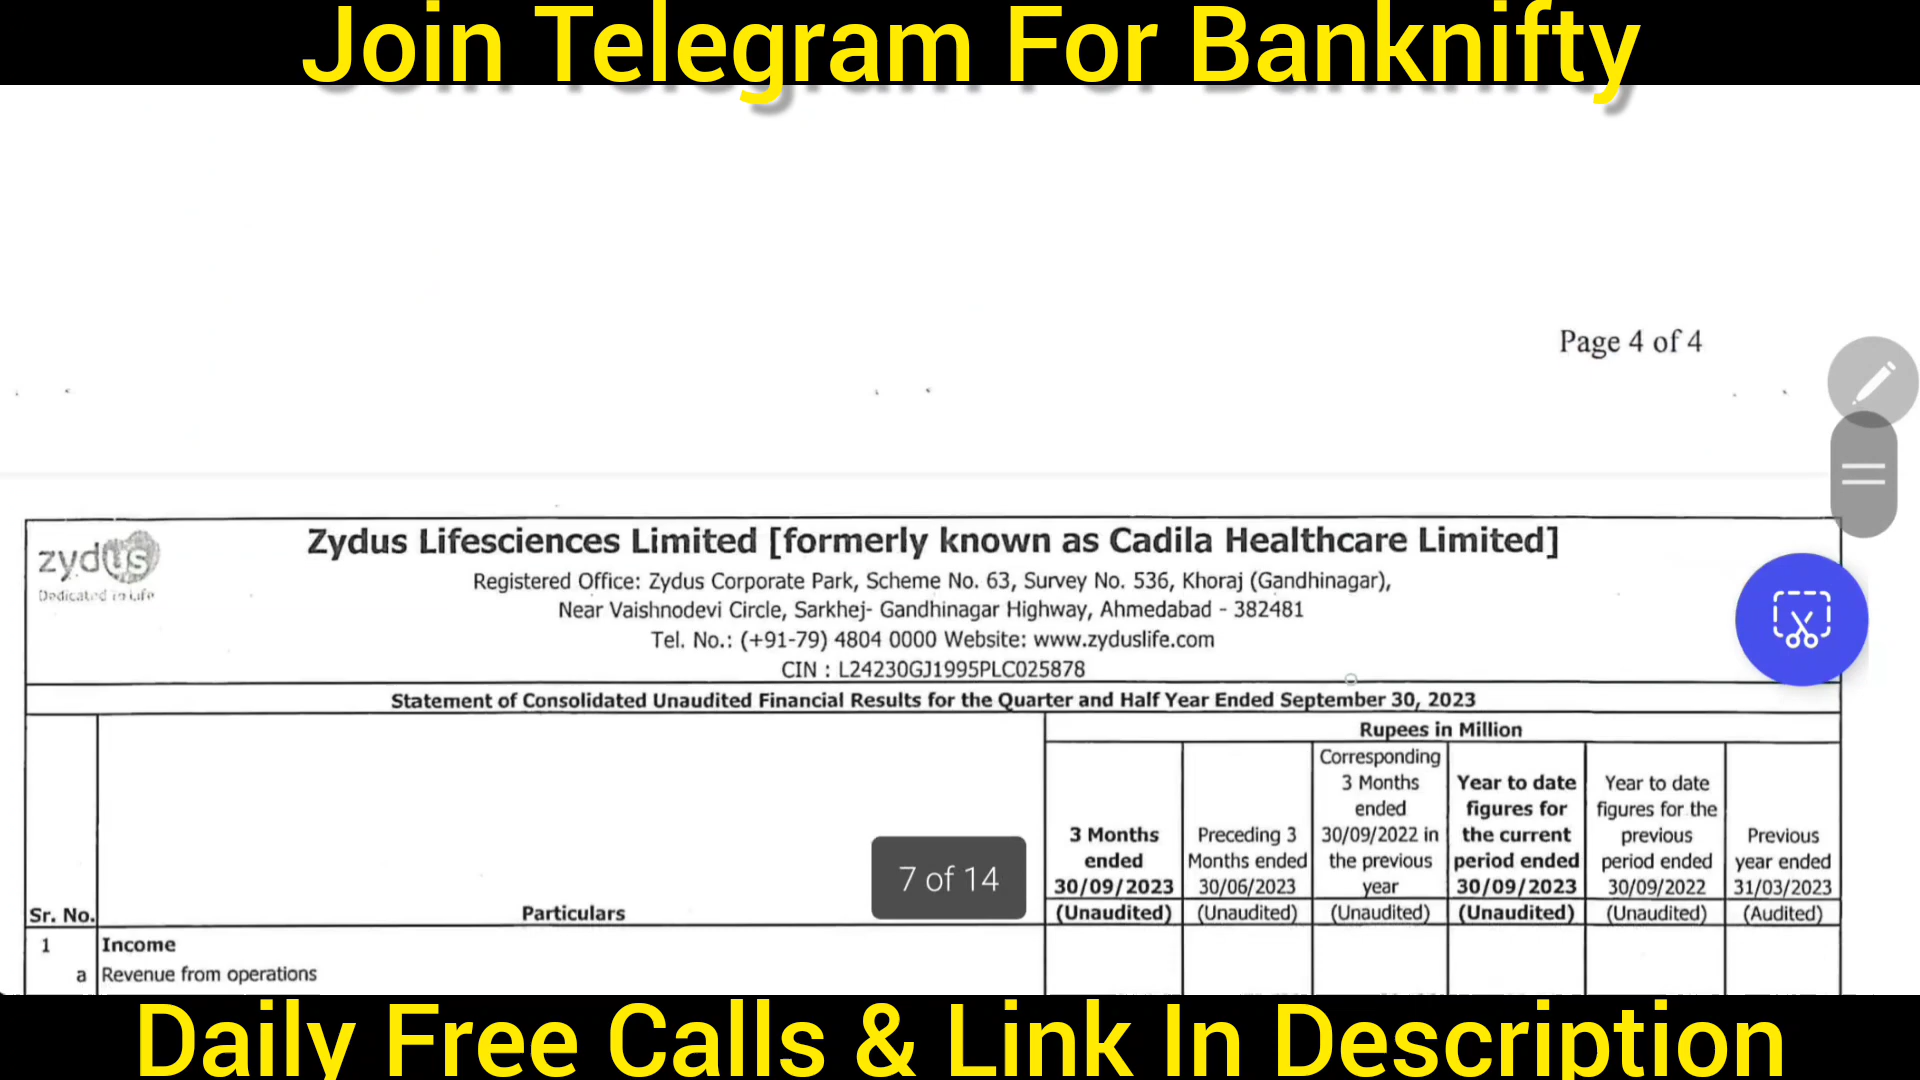 Join Telegram For Banknifty
Page 4 of 4
zydus
Dedicated in Life
Zydus Lifesciences Limited [formerly known as Cadila Healthcare Limited]
Registered Office: Zydus Corporate Park, Scheme No. 63, Survey No. 536, Khoraj (Gandhinagar),
Near Vaishnodevi Circle, Sarkhej- Gandhinagar Highway, Ahmedabad - 382481
Tel. No.: (+91-79) 4804 0000 Website: www.zyduslife.com
CIN : L24230GJ1995PLC025878
Statement of Consolidated Unaudited Financial Results for the Quarter and Half Year Ended September 30, 2023
Rupees in Million
Sr. No.
Particulars
3 Months
ended
30/09/2023
(Unaudited)
Preceding 3
Months ended
30/06/2023
(Unaudited)
Corresponding
3 Months
ended
30/09/2022 in
the previous
year
(Unaudited)
Year to date
figures for
the current
period ended
30/09/2023
(Unaudited)
Year to date
figures for the
previous
period ended
30/09/2022
(Unaudited)
Previous
year ended
31/03/2023
(Audited)
7 of 14
1 Income
a Revenue from operations
Daily Free Calls & Link In Description